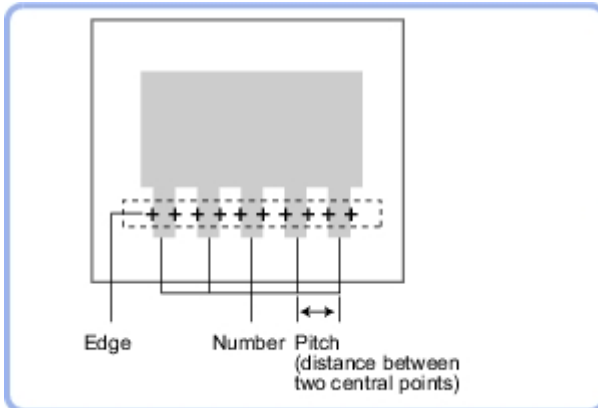 Edge
Number
Pitch
(distance between
two central points)